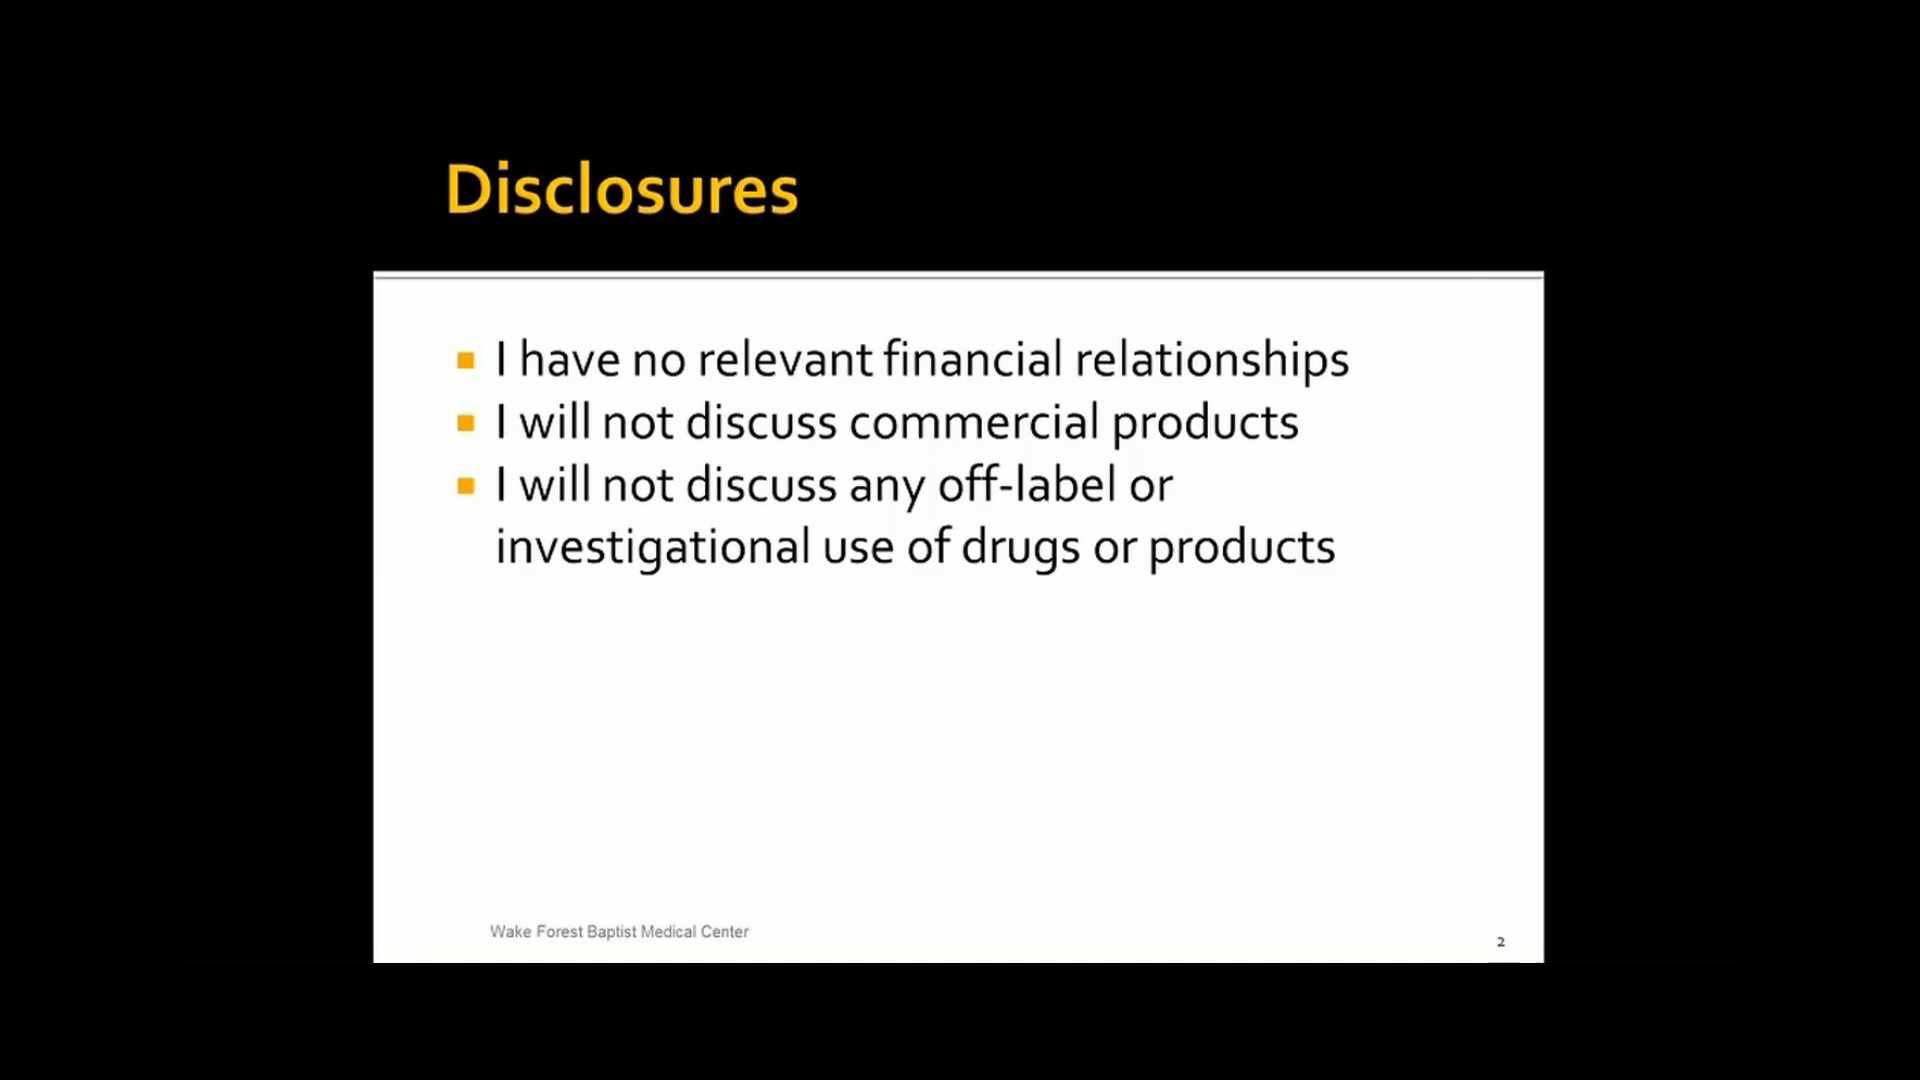 Disclosures
I have no relevant financial relationships
I will not discuss commercial products
I will not discuss any off-label or
investigational use of drugs or products
Wake Forest Baptist Medical Center
2